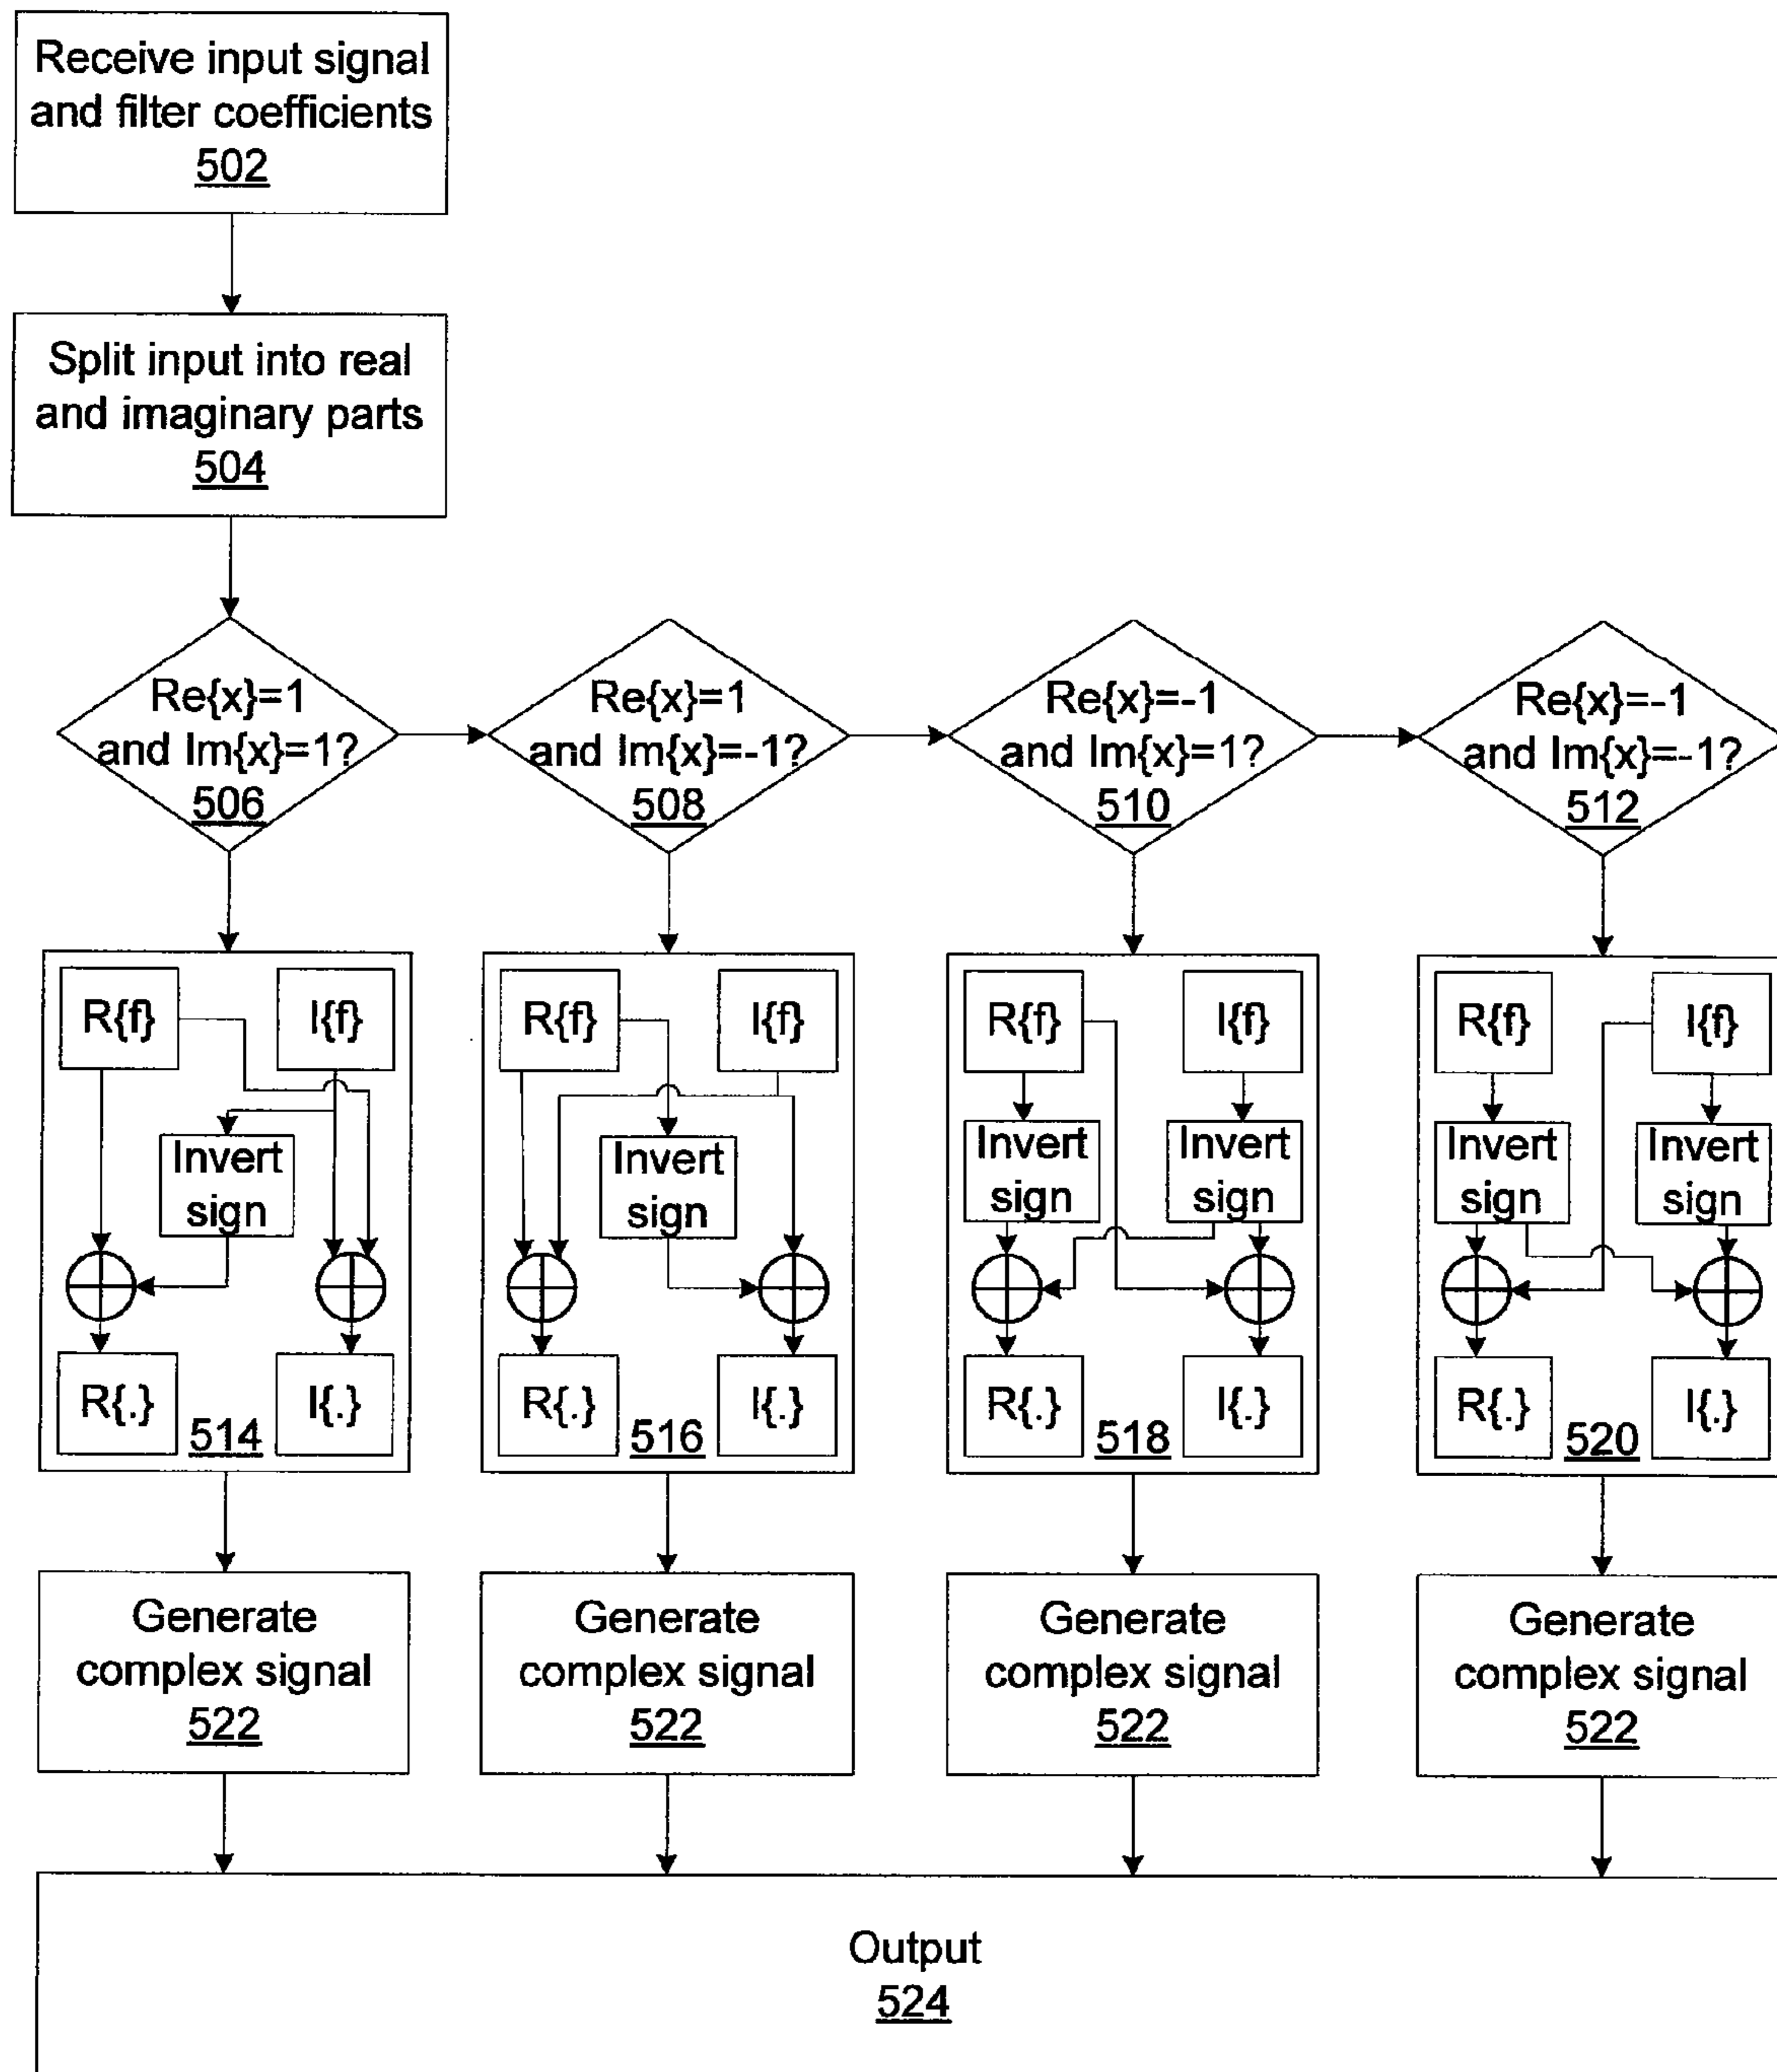 Receive input signal
and filter coefficients
502
Split input into real
and imaginary parts
504
Re{x}=1
and Im{x}=1?
506
Re{x}=1
and Im{x}=-1?
508
Re{x}=-1
and Im{x}=1?
510
Re{x}=-1
and Im{x}=-1?
512
R{f}
I{f}
Invert
sign
R{.}
I{.}
514
R{f}
I{f}
Invert
sign
R{.}
I{.}
516
R{f}
I{f}
Invert
sign
Invert
sign
R{.}
I{.}
518
R{f}
I{f}
Invert
sign
Invert
sign
R{.}
I{.}
520
Generate
complex signal
522
Generate
complex signal
522
Generate
complex signal
522
Generate
complex signal
522
Output
524